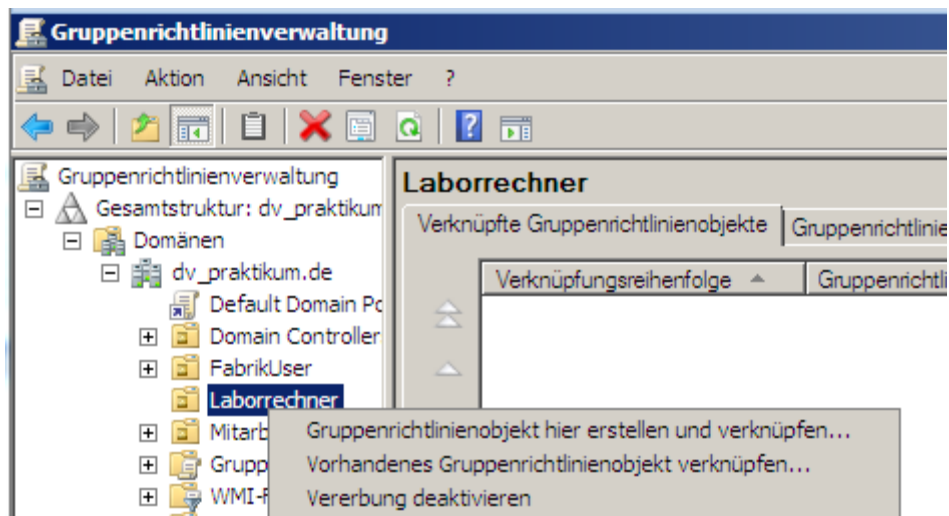 Gruppenrichtlinienverwaltung
Datei Aktion Ansicht Fenster ?
Gruppenrichtlinienverwaltung
Gesamtstruktur: dv_praktikum
Domänen
dv_praktikum.de
Default Domain Po
Domain Controller
FabrikUser
Laborrechner
Mitarb
Grupp
WMI-F
Laborrechner
Verknüpfte Gruppenrichtlinienobjekte Gruppenrichtlinie
Verknüpfungsreihenfolge Gruppenrichtli
Gruppenrichtlinienobjekt hier erstellen und verknüpfen...
Vorhandenes Gruppenrichtlinienobjekt verknüpfen...
Vererbung deaktivieren